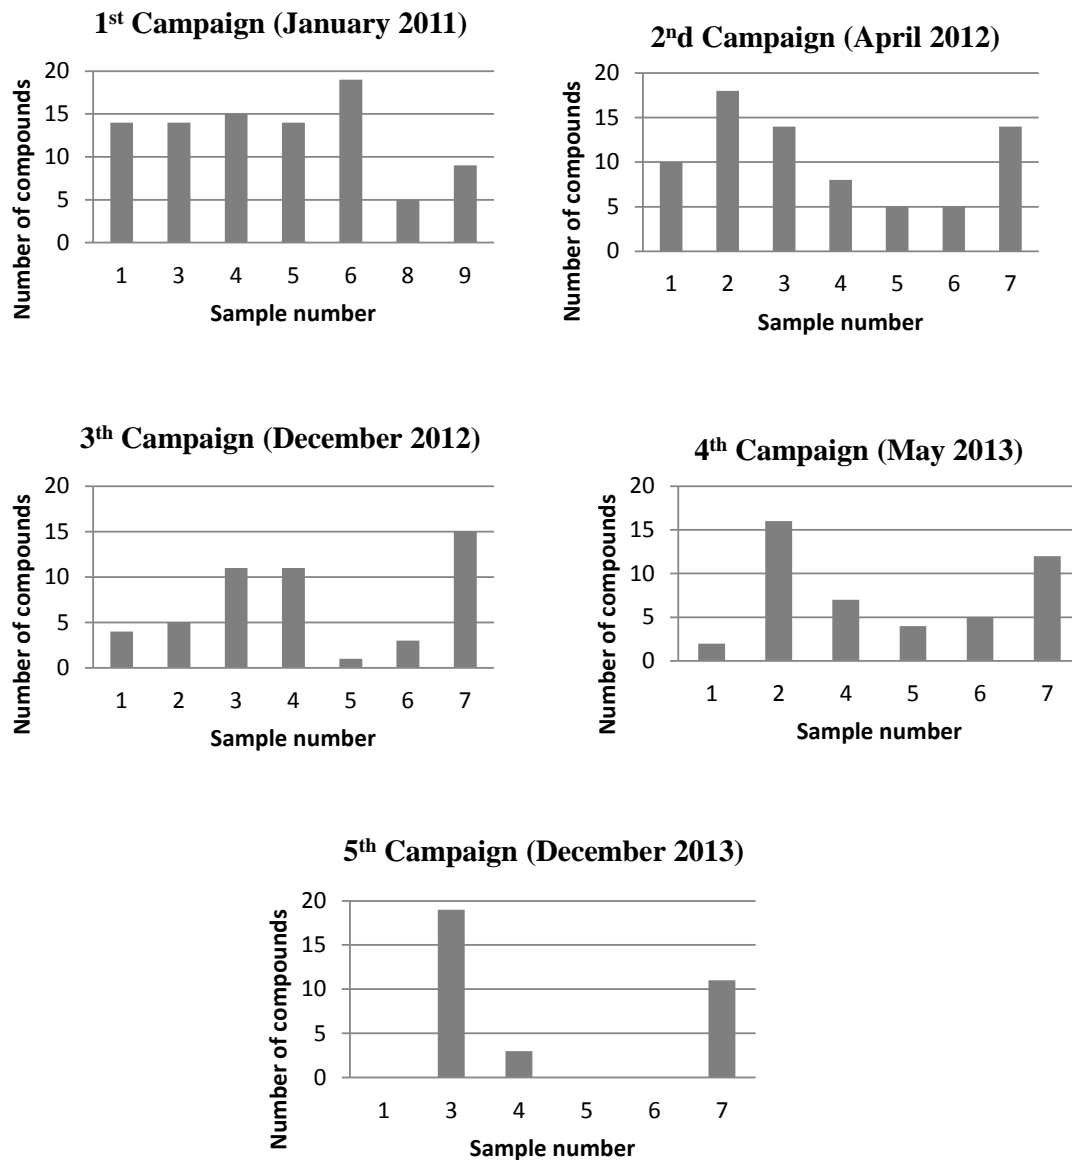 1st Campaign (January 2011)
20
15
10
5
0
Number of compounds
1 3 4 5 6 8 9
Sample number
2nd Campaign (April 2012)
20
15
10
5
0
Number of compounds
1 2 3 4 5 6 7
Sample number
3th Campaign (December 2012)
20
15
10
5
0
Number of compounds
1 2 3 4 5 6 7
Sample number
4th Campaign (May 2013)
20
15
10
5
0
Number of compounds
1 2 4 5 6 7
Sample number
5th Campaign (December 2013)
20
15
10
5
0
Number of compounds
1 3 4 5 6 7
Sample number